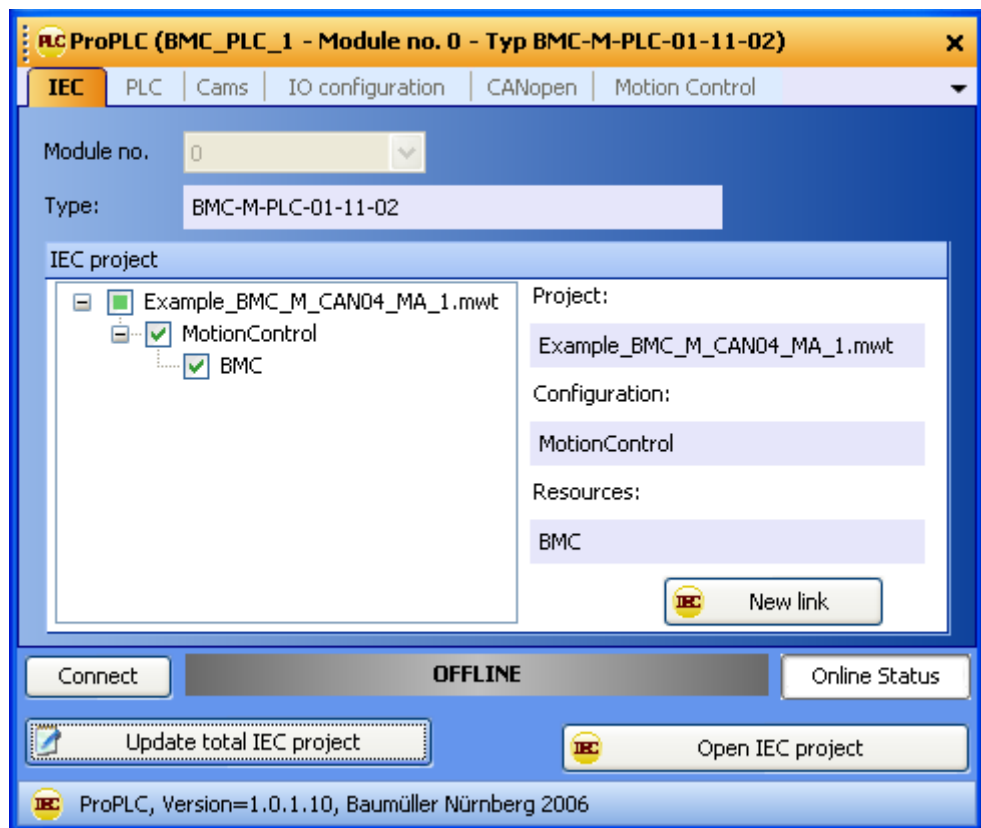 PLC ProPLC (BMC_PLC_1 - Module no. 0 - Typ BMC-M-PLC-01-11-02)
IEC PLC Cams IO configuration CANopen Motion Control
Module no. 0
Type: BMC-M-PLC-01-11-02
IEC project
Example_BMC_M_CAN04_MA_1.mwt
MotionControl
BMC
Project:
Example_BMC_M_CAN04_MA_1.mwt
Configuration:
MotionControl
Resources:
BMC
IEC New link
Connect OFFLINE Online Status
Update total IEC project IEC Open IEC project
IEC ProPLC, Version=1.0.1.10, Baumüller Nürnberg 2006